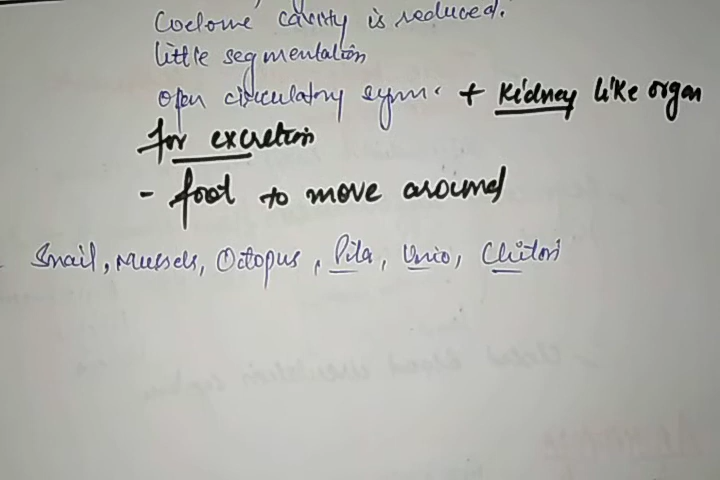 Coelome cavity is reduced.
little segmentation
open circulatory sym. + Kidney like organ
for excretion
- foot to move around
- Snail, Mussels, Octopus, Pila, Unio, Chiton